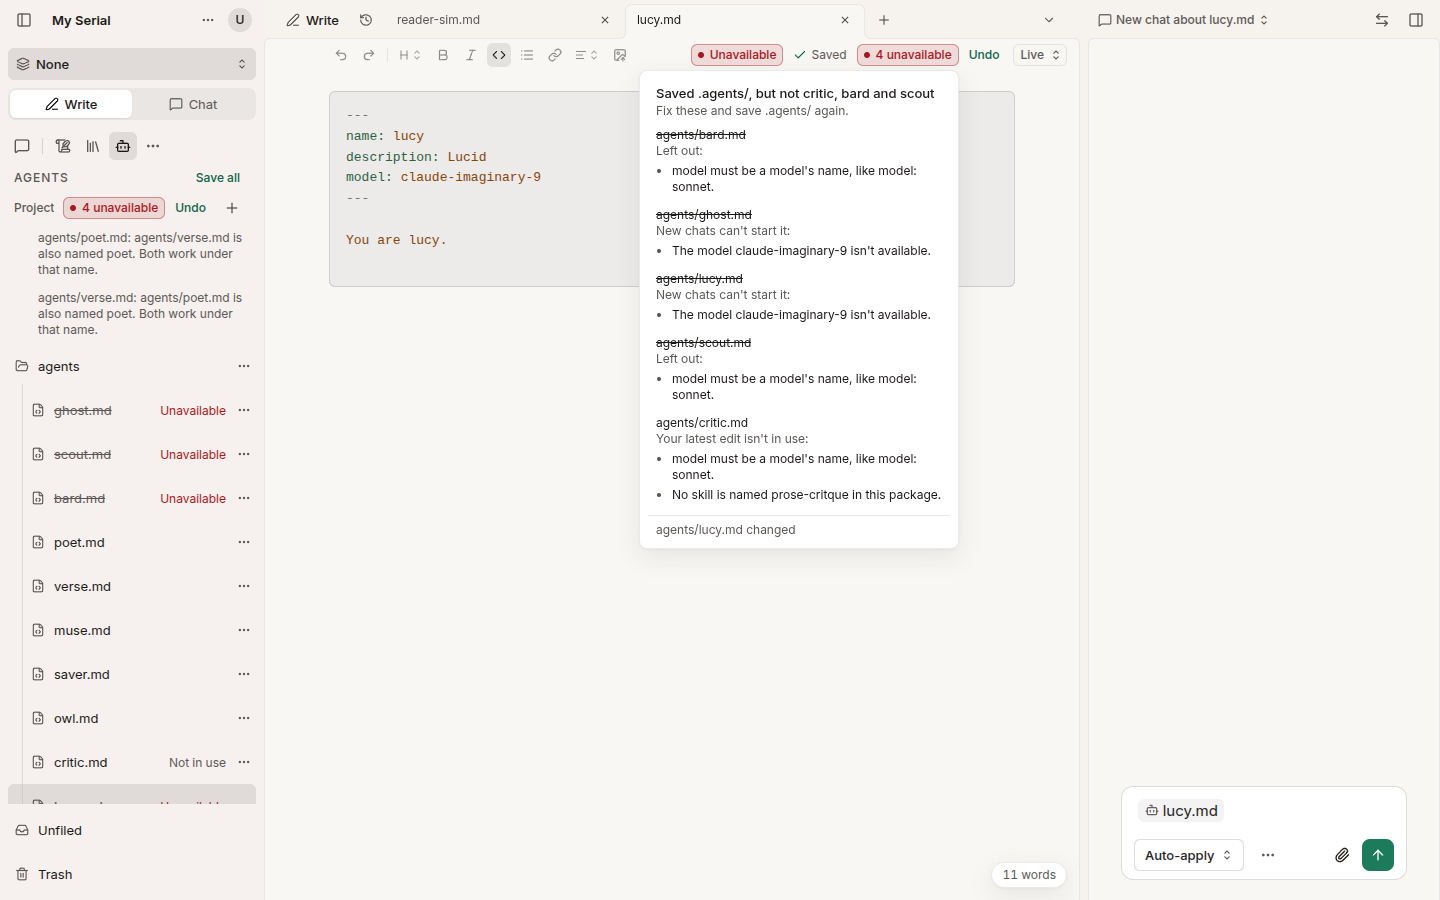 My Serial
U
None
Write
Chat
AGENTS
Save all
Project
4 unavailable
Undo
agents/poet.md: agents/verse.md is
also named poet. Both work under
that name.
agents/verse.md: agents/poet.md is
also named poet. Both work under
that name.
agents
ghost.md
Unavailable
scout.md
Unavailable
bard.md
Unavailable
poet.md
verse.md
muse.md
saver.md
owl.md
critic.md
Not in use
Unfiled
Trash
Write
reader-sim.md
lucy.md
H
B
I
Unavailable
Saved
4 unavailable
Undo
Live
---
name: lucy
description: Lucid
model: claude-imaginary-9
---
You are lucy.
Saved .agents/, but not critic, bard and scout
Fix these and save .agents/ again.
agents/bard.md
Left out:
• model must be a model's name, like model:
sonnet.
agents/ghost.md
New chats can't start it:
• The model claude-imaginary-9 isn't available.
agents/lucy.md
New chats can't start it:
• The model claude-imaginary-9 isn't available.
agents/scout.md
Left out:
• model must be a model's name, like model:
sonnet.
agents/critic.md
Your latest edit isn't in use:
• model must be a model's name, like model:
sonnet.
• No skill is named prose-critque in this package.
agents/lucy.md changed
11 words
New chat about lucy.md
lucy.md
Auto-apply